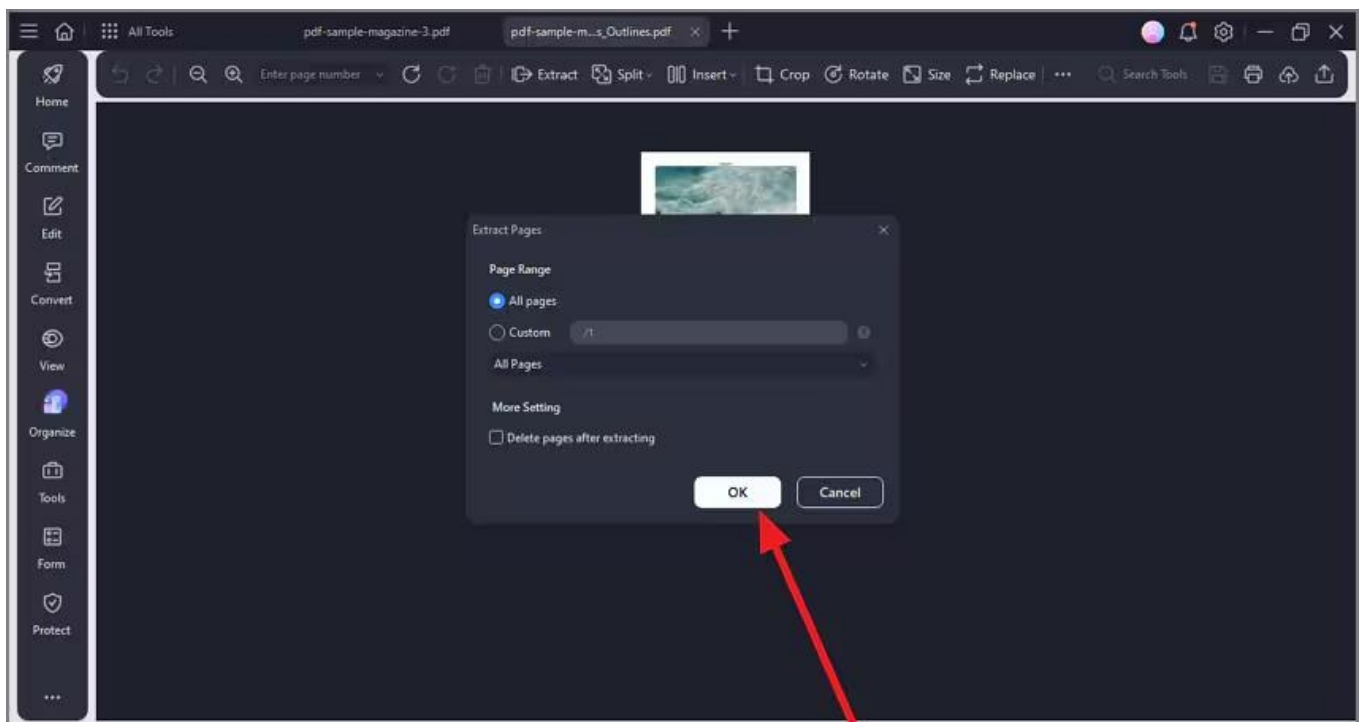 All Tools pdf-sample-magazine-3.pdf pdf-sample-m...s_Outlines.pdf
Enter page number Extract Split Insert Crop Rotate Size Replace ... Search Tools
Home
Comment
Edit
Convert
View
Organize
Tools
Form
Protect
...
Extract Pages
Page Range
All pages
Custom /1
All Pages
More Setting
Delete pages after extracting
OK Cancel